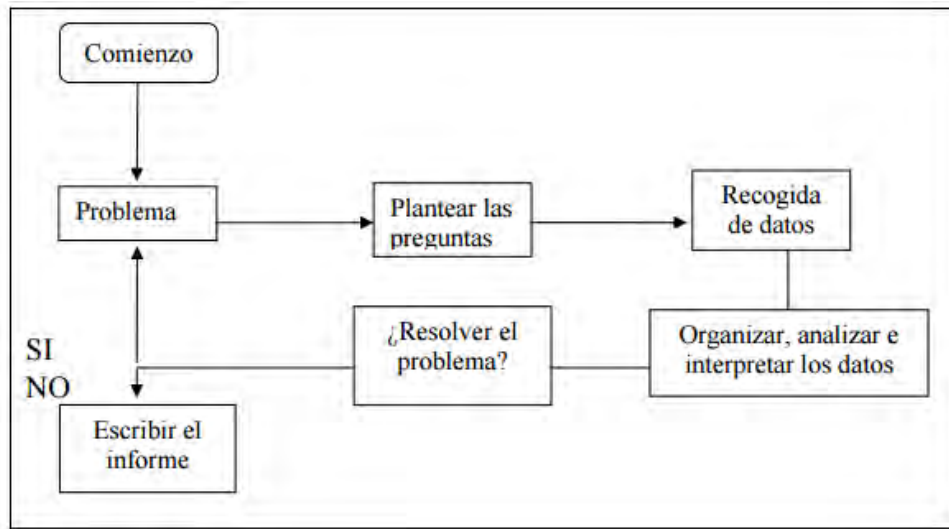 Comienzo
Problema
Plantear las
preguntas
Recogida
de datos
Organizar, analizar e
interpretar los datos
¿Resolver el
problema?
SI
NO
Escribir el
informe